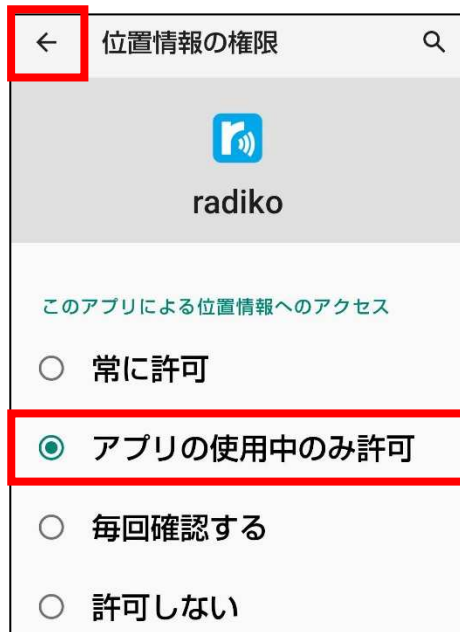 位置情報の権限
radiko
このアプリによる位置情報へのアクセス
常に許可
アプリの使用中のみ許可
毎回確認する
許可しない